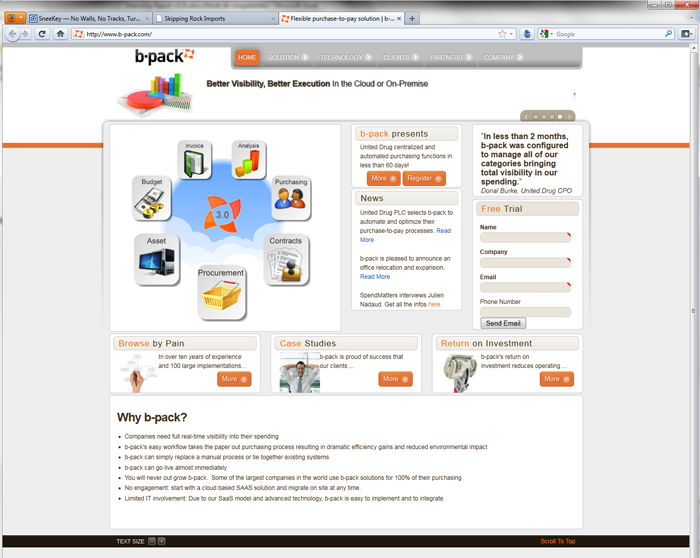 SneeKey — No Walls, No Tracks, Tur...
Skipping Rock Imports
Flexible purchase-to-pay solution | b-...
http://www.b-pack.com/
Google
b·pack
HOME
SOLUTION
TECHNOLOGY
CLIENTS
PARTNERS
COMPANY
Better Visibility, Better Execution In the Cloud or On-Premise
Invoice
Analysis
Budget
Purchasing
3.0
Asset
Contracts
Procurement
b-pack presents
United Drug centralized and
automated purchasing functions in
less than 60 days!
More
Register
News
United Drug PLC selects b-pack to
automate and optimize their
purchase-to-pay processes. Read
More
b-pack is pleased to announce an
office relocation and expansion.
Read More
SpendMatters interviews Julien
Nadaud. Get all the infos here
"In less than 2 months,
b-pack was configured
to manage all of our
categories bringing
total visibility in our
spending."
Donal Burke, United Drug CPO
Free Trial
Name
Company
Email
Phone Number
Send Email
Browse by Pain
In over ten years of experience
and 100 large implementations...
More
Case Studies
b-pack is proud of success that
our clients ...
More
Return on Investment
b-pack's return on
investment reduces operating ...
More
Why b-pack?
• Companies need full real-time visibility into their spending
• b-pack's easy workflow takes the paper out purchasing process resulting in dramatic efficiency gains and reduced environmental impact
• b-pack can simply replace a manual process or tie together existing systems
• b-pack can go live almost immediately
• You will never out grow b-pack. Some of the largest companies in the world use b-pack solutions for 100% of their purchasing
• No engagement: start with a cloud based SAAS solution and migrate on site at any time.
• Limited IT involvement: Due to our SaaS model and advanced technology, b-pack is easy to implement and to integrate
TEXT SIZE
Scroll To Top